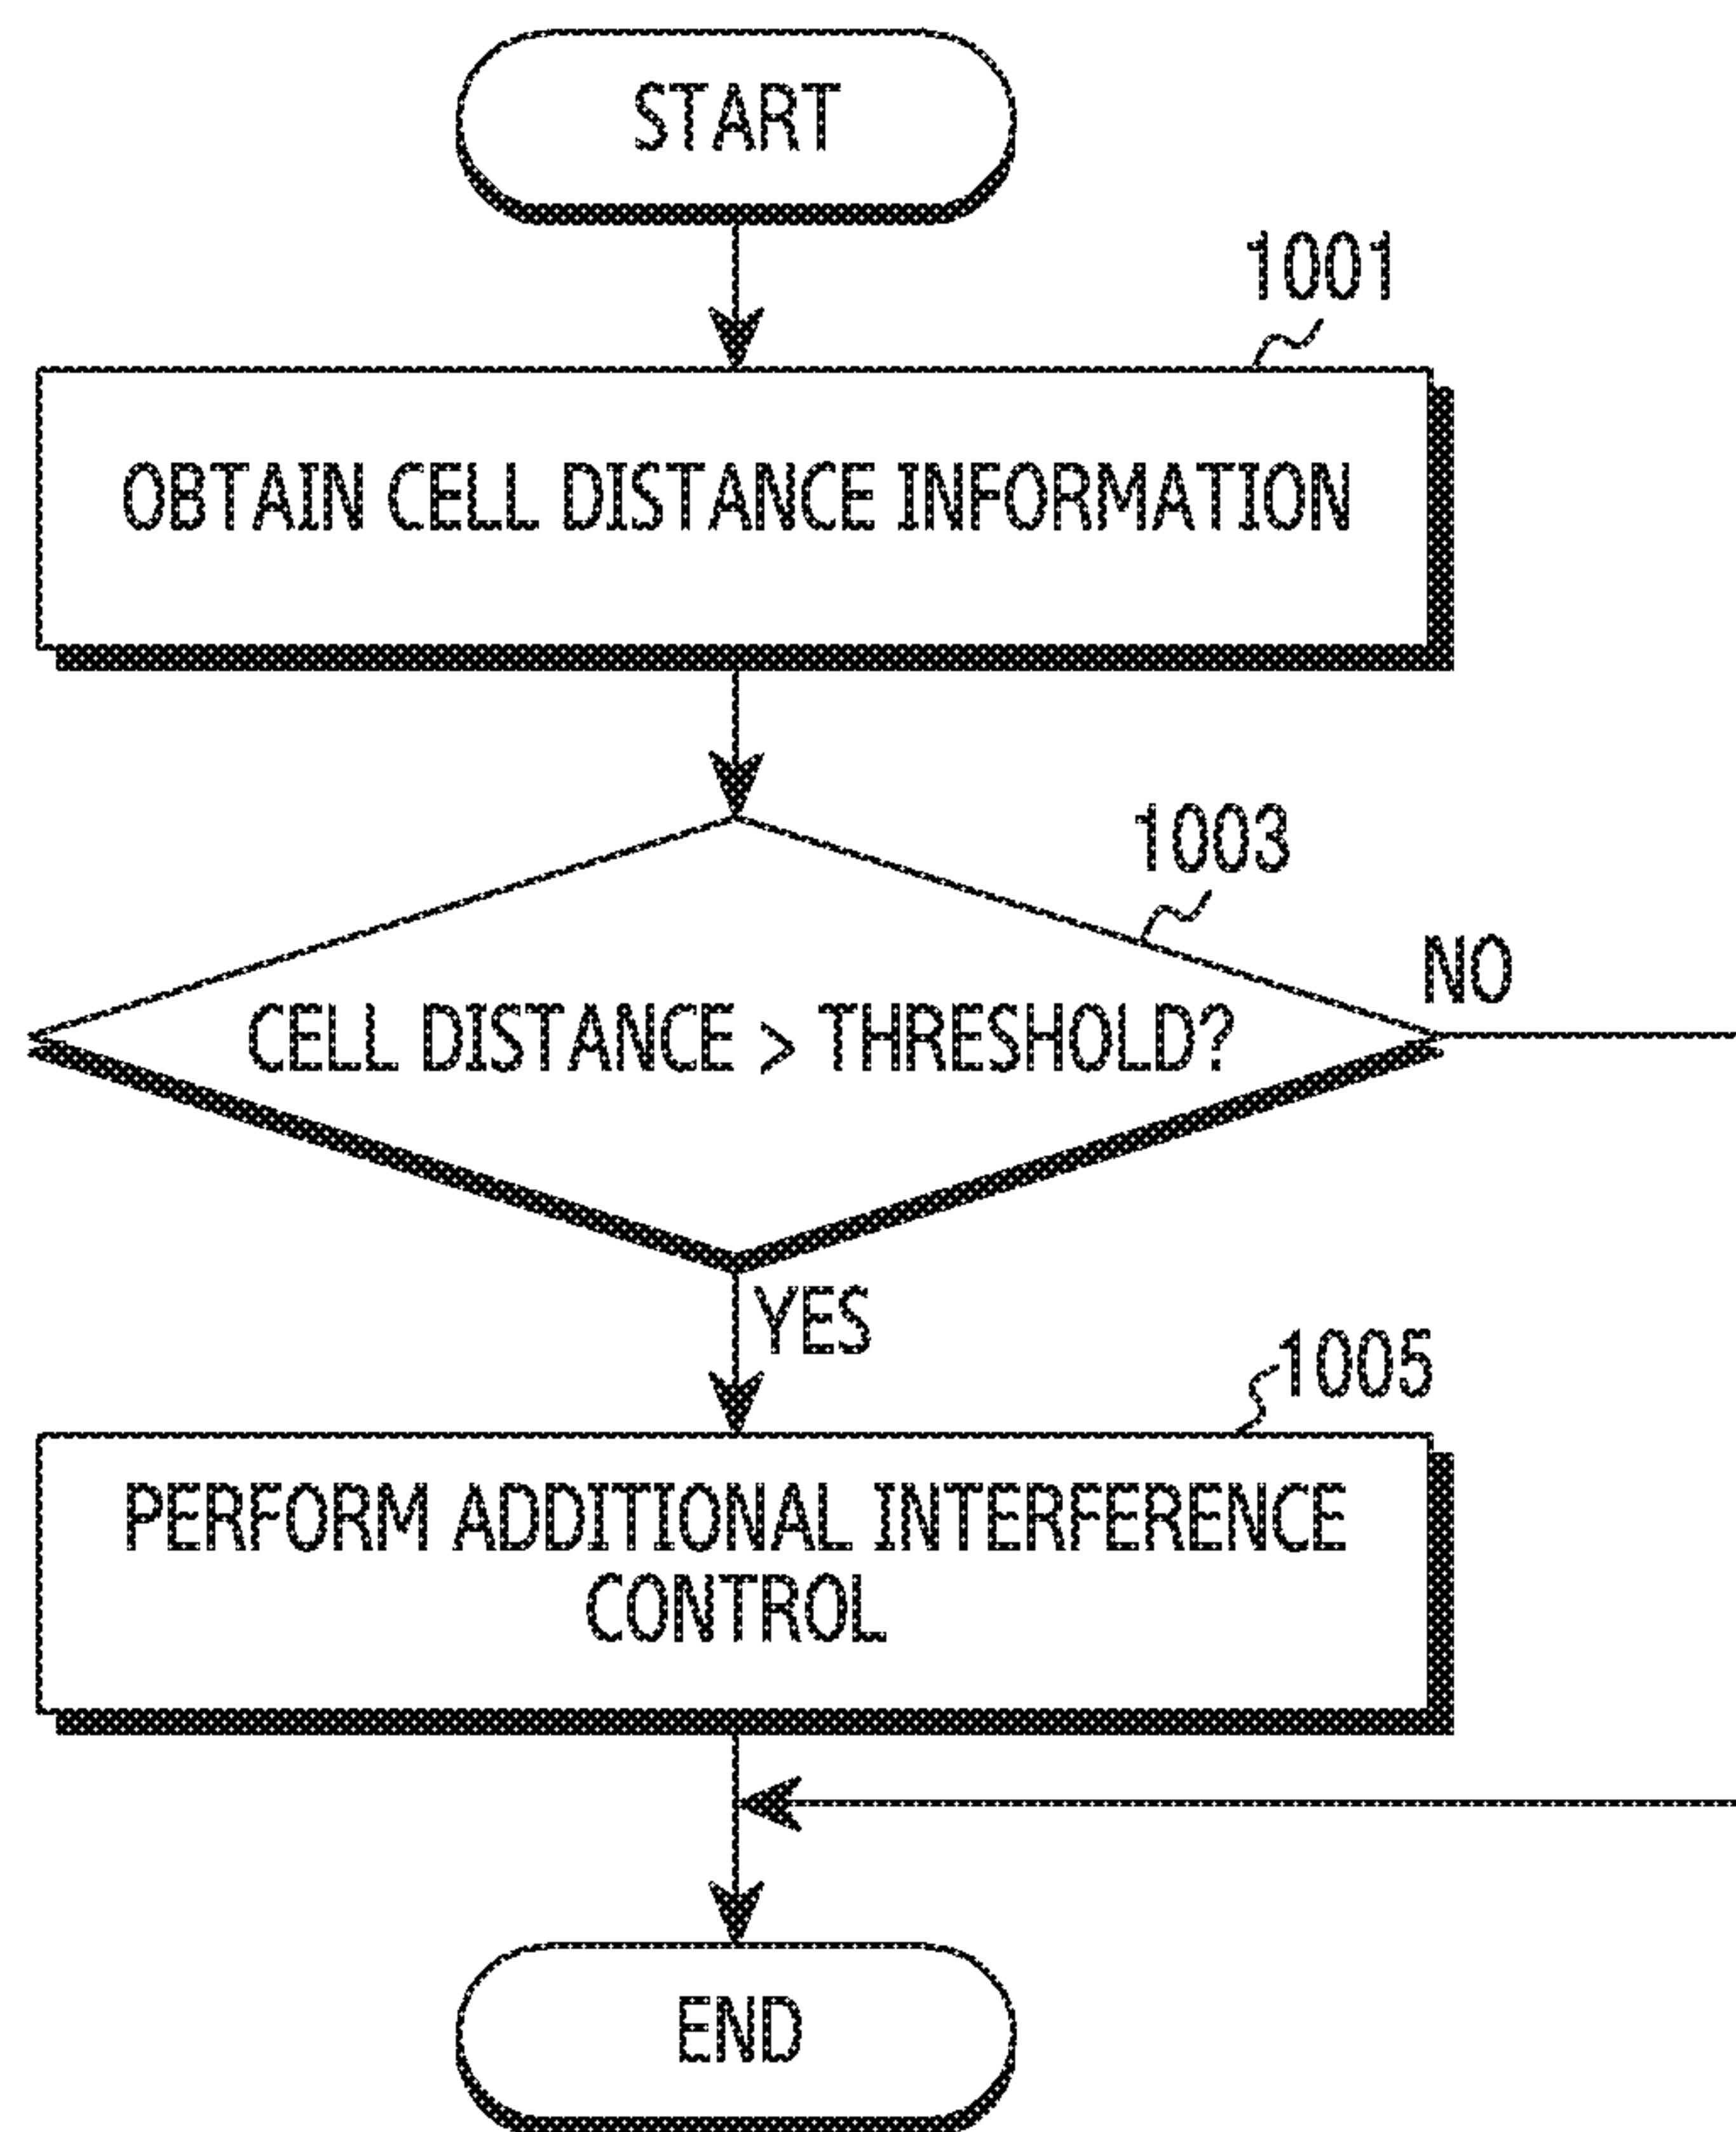 START
1001
OBTAIN CELL DISTANCE INFORMATION
1003
NO
CELL DISTANCE > THRESHOLD?
YES
1005
PERFORM ADDITIONAL INTERFERENCE
CONTROL
END